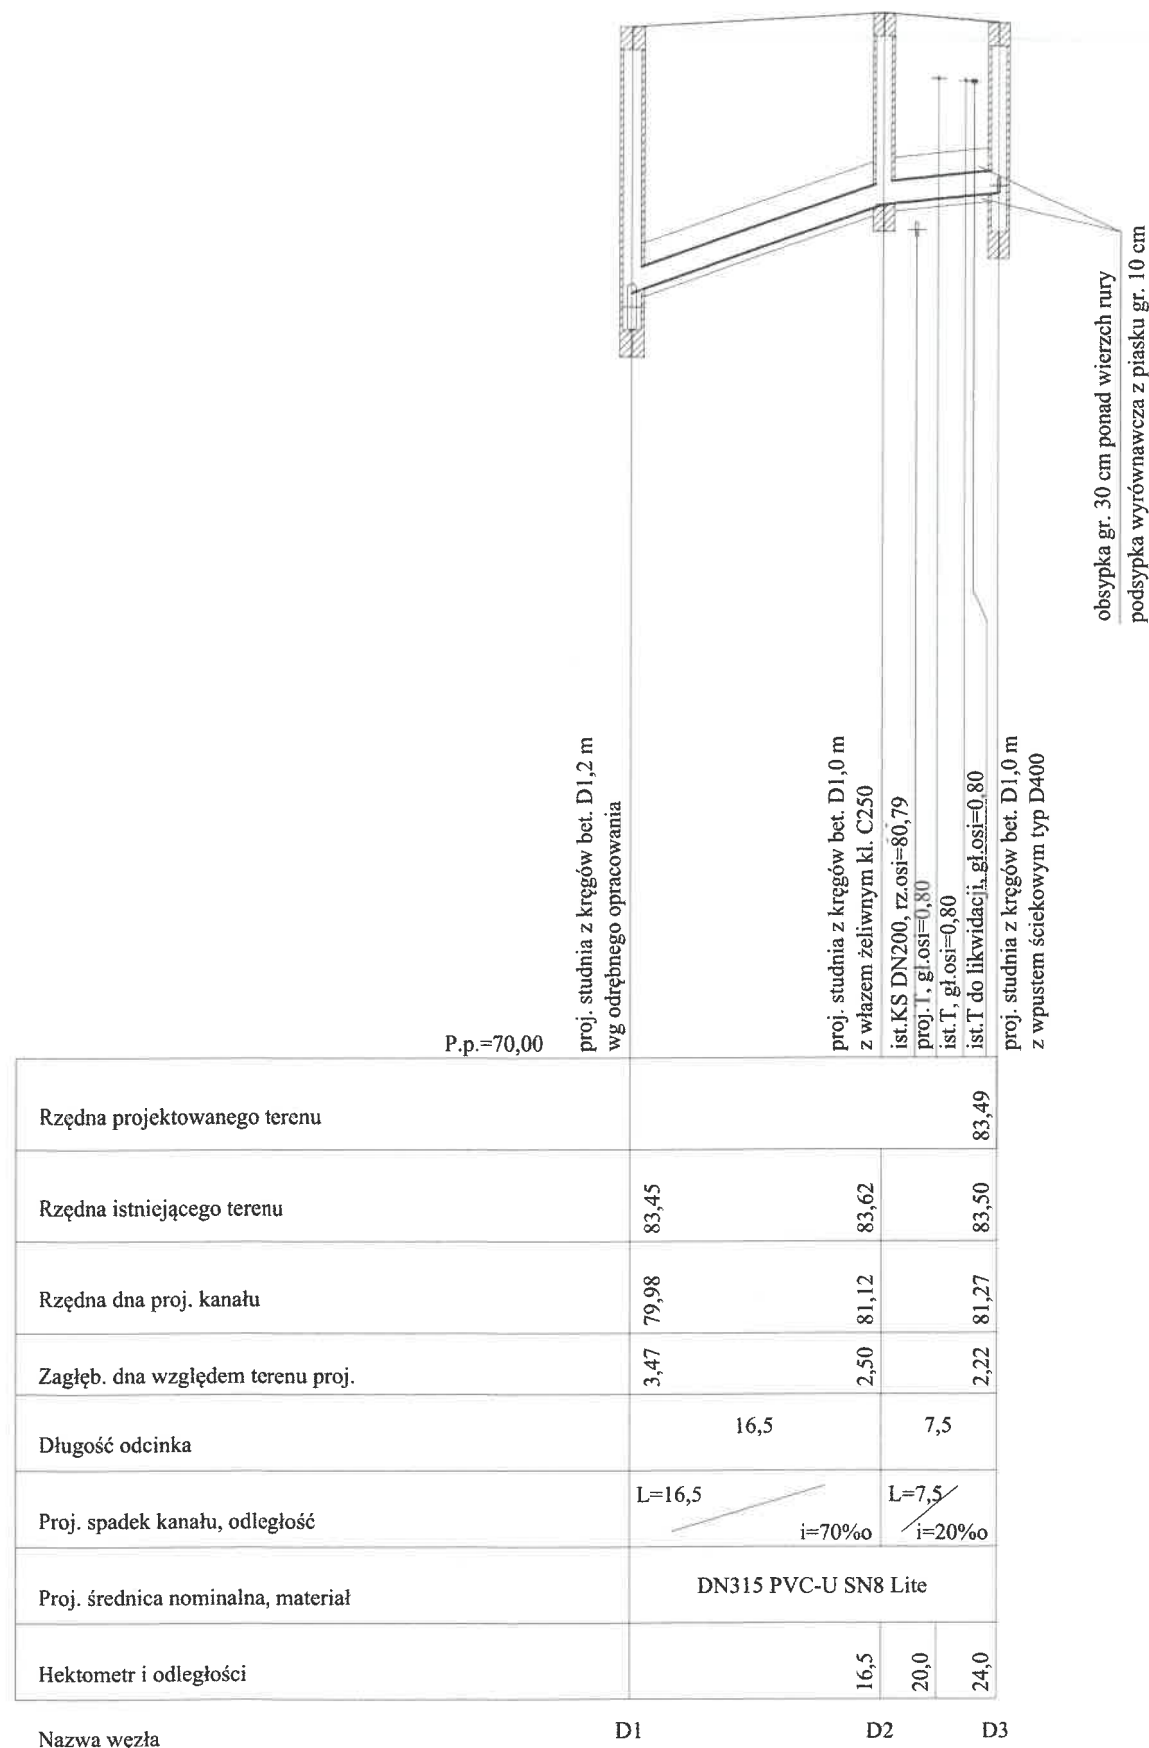 obsypka gr. 30 cm ponad wierzch rury
podsypka wyrównawcza z piasku gr. 10 cm
proj. studnia z kręgów bet. D1,2 m
wg odrębnego opracowania
proj. studnia z kręgów bet. D1,0 m
z włazem żeliwnym kl. C250
ist.KS DN200, rz.osi=80,79
proj.T, gł.osi=0,80
ist.T, gł.osi=0,80
ist.T do likwidacji, gł.osi=0,80
proj. studnia z kręgów bet. D1,0 m
z wpustem ściekowym typ D400
P.p.=70,00
Rzędna projektowanego terenu
83,49
Rzędna istniejącego terenu
83,45
83,62
83,50
Rzędna dna proj. kanału
79,98
81,12
81,27
Zagłęb. dna względem terenu proj.
3,47
2,50
2,22
Długość odcinka
16,5
7,5
Proj. spadek kanału, odległość
L=16,5
i=70‰
L=7,5
i=20‰
Proj. średnica nominalna, materiał
DN315 PVC-U SN8 Lite
Hektometr i odległości
16,5
20,0
24,0
Nazwa węzła
D1
D2
D3